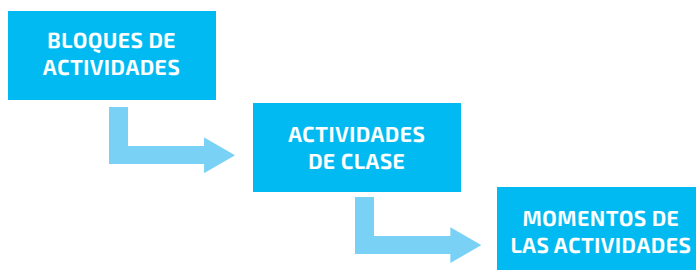 BLOQUES DE
ACTIVIDADES
ACTIVIDADES
DE CLASE
MOMENTOS DE
LAS ACTIVIDADES